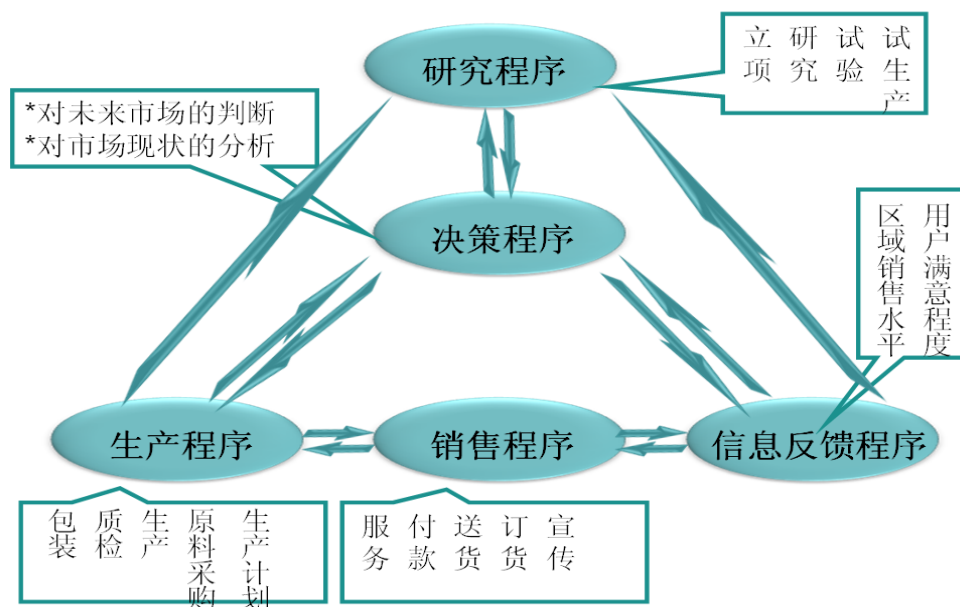 研究程序
立项
研究
试验
试生产
*对未来市场的判断
*对市场现状的分析
决策程序
用户满意程度
区域销售水平
生产程序
销售程序
信息反馈程序
包装
质检
生产
原料采购
生产计划
服务
付款
送货
订货
宣传